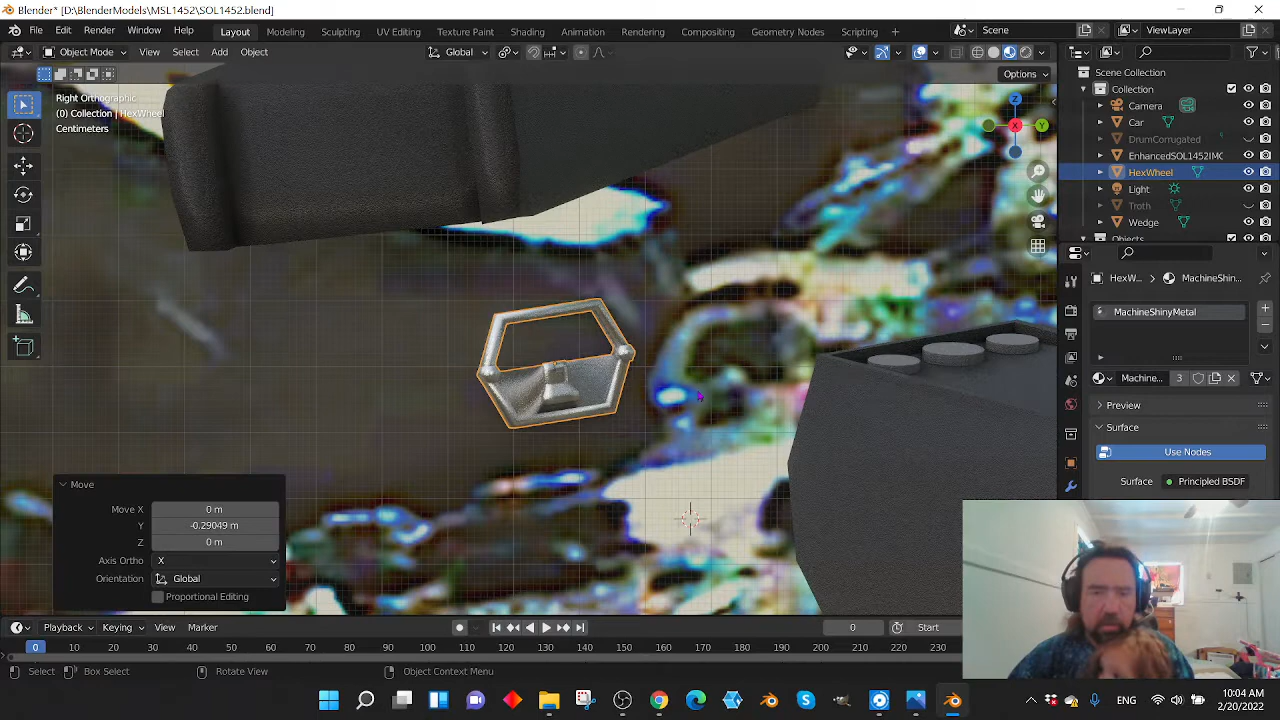 Blender* [D:\BlenderModels\MSL1452/SOL1452.blend]
File Edit Render Window Help Layout Modeling Sculpting UV Editing Texture Paint Shading Animation Rendering Compositing Geometry Nodes Scripting Scene ViewLayer
Object Mode View Select Add Object Global
Options
Right Orthographic
(0) Collection | HexWheel
Centimeters
Z
X
Y
Scene Collection
Collection
Camera
Car
DrumCorrugated
EnhancedSOL1452IMC
HexWheel
Light
Troth
Wedge
Objects
HexW... MachineShin...
MachineShinyMetal
Machine... 3
Preview
Surface
Use Nodes
Surface Principled BSDF
Move
Move X 0 m
Y -0.29049 m
Z 0 m
Axis Ortho X
Orientation Global
Proportional Editing
Playback Keying View Marker 0 Start
0 10 20 30 40 50 60 70 80 90 100 110 120 130 140 150 160 170 180 190 200 210 220 230
Select Box Select Rotate View Object Context Menu
ENG
10:04 AM
2/20/2022